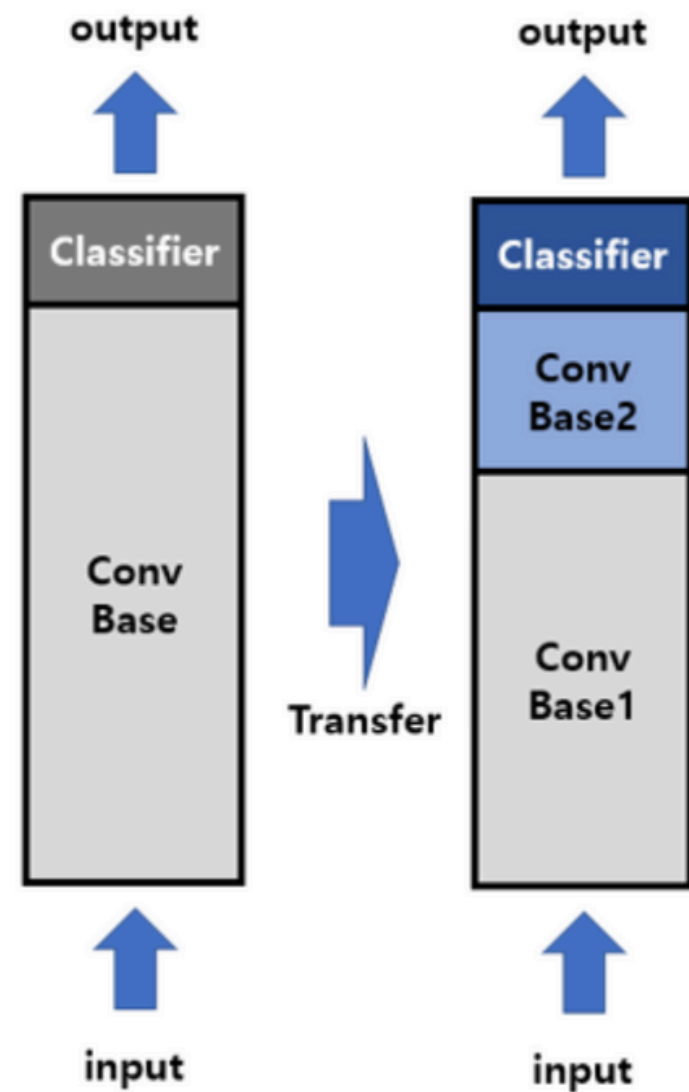 output
Classifier
Conv
Base
input
Transfer
output
Classifier
Conv
Base2
Conv
Base1
input